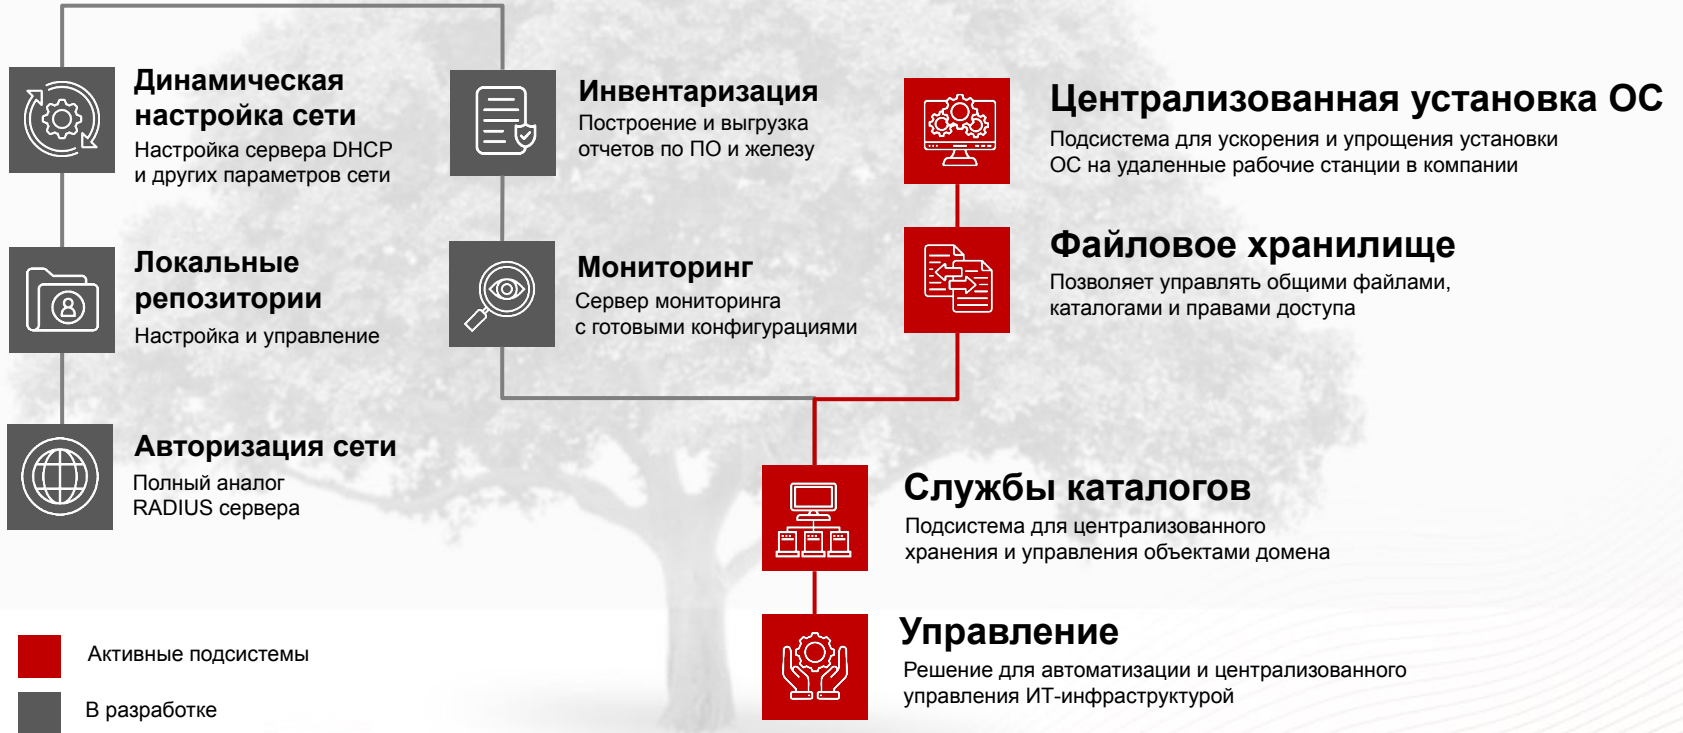 Динамическая
настройка сети
Настройка сервера DHCP
и других параметров сети
Локальные
репозитории
Настройка и управление
Авторизация сети
Полный аналог
RADIUS сервера
Инвентаризация
Построение и выгрузка
отчетов по ПО и железу
Мониторинг
Сервер мониторинга
с готовыми конфигурациями
Централизованная установка ОС
Подсистема для ускорения и упрощения установки
ОС на удаленные рабочие станции в компании
Файловое хранилище
Позволяет управлять общими файлами,
каталогами и правами доступа
Службы каталогов
Подсистема для централизованного
хранения и управления объектами домена
Управление
Решение для автоматизации и централизованного
управления ИТ-инфраструктурой
Активные подсистемы
В разработке